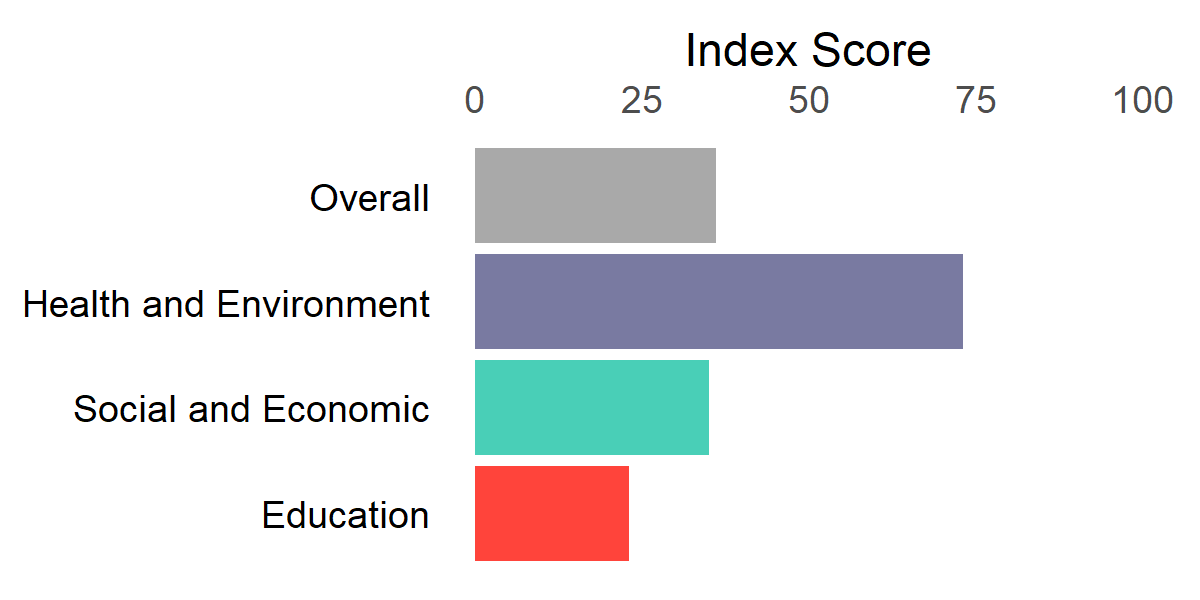 Index Score
0 25 50 75 100
Overall
Health and Environment
Social and Economic
Education